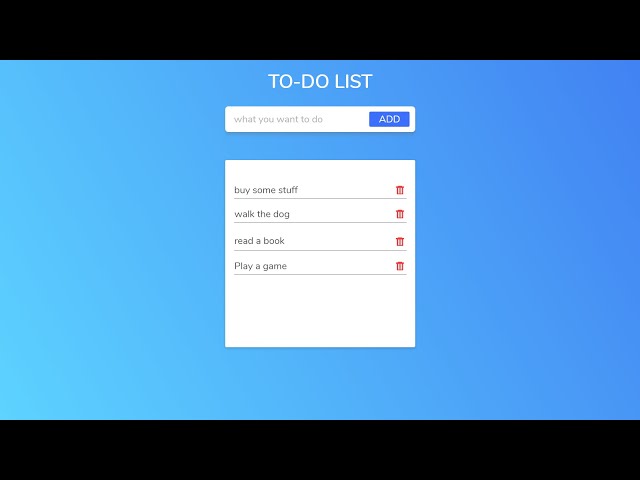 TO-DO LIST
what you want to do ADD
buy some stuff
walk the dog
read a book
Play a game